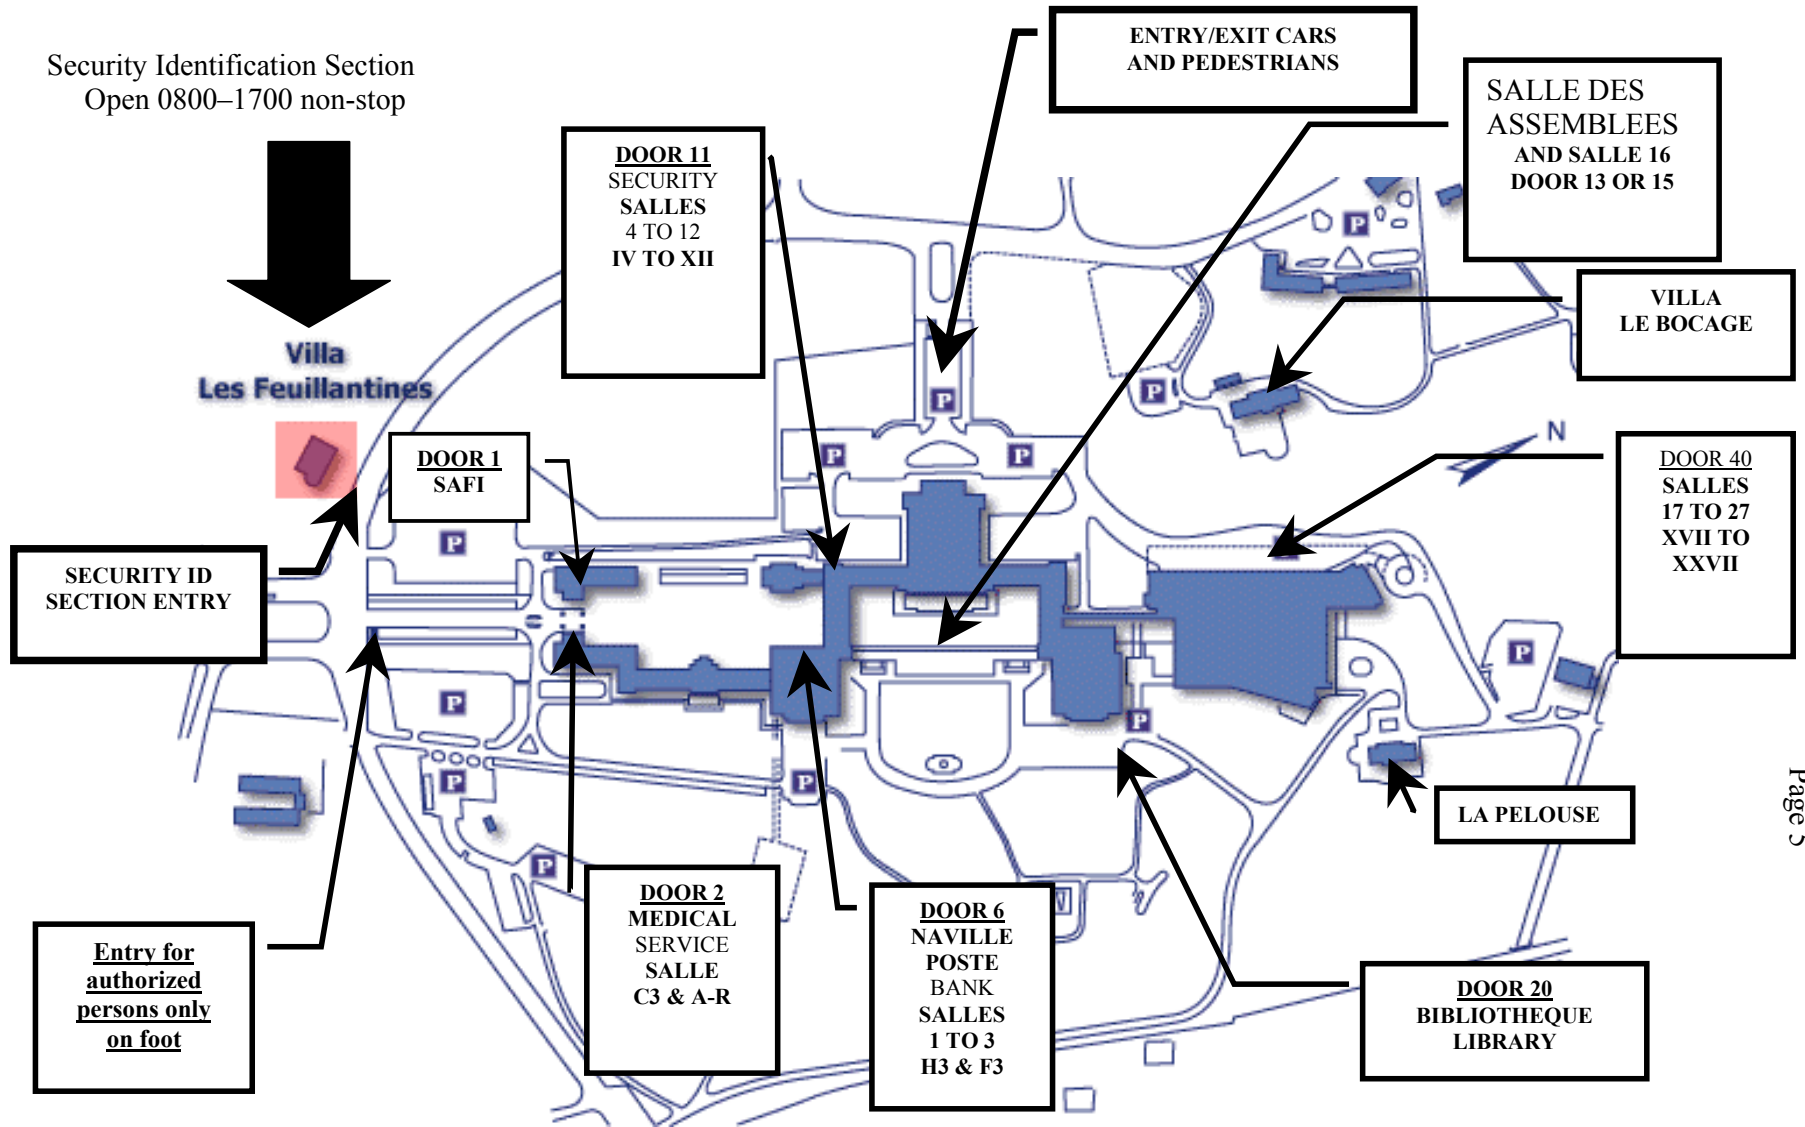 Security Identification Section
Open 0800–1700 non-stop
ENTRY/EXIT CARS
AND PEDESTRIANS
SALLE DES
ASSEMBLEES
AND SALLE 16
DOOR 13 OR 15
DOOR 11
SECURITY
SALLES
4 TO 12
IV TO XII
VILLA
LE BOCAGE
Villa
Les Feuillantines
DOOR 1
SAFI
N
DOOR 40
SALLES
17 TO 27
XVII TO
XXVII
SECURITY ID
SECTION ENTRY
P
P
P
P
P
P
P
P
P
P
P
P
LA PELOUSE
Page
Entry for
authorized
persons only
on foot
DOOR 2
MEDICAL
SERVICE
SALLE
C3 & A-R
DOOR 6
NAVILLE
POSTE
BANK
SALLES
1 TO 3
H3 & F3
DOOR 20
BIBLIOTHEQUE
LIBRARY